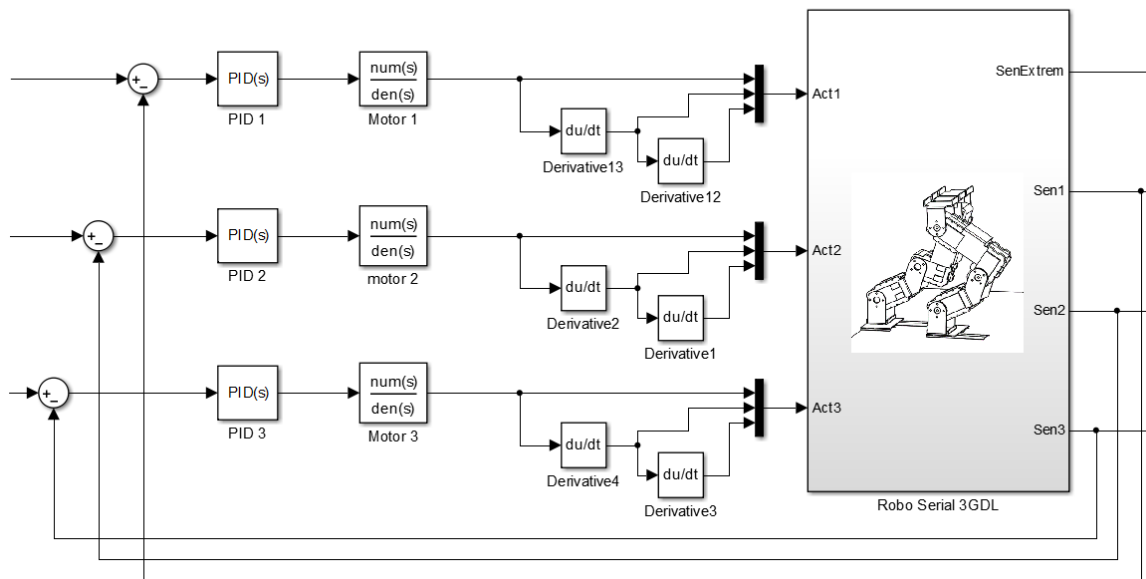 +
−
PID(s)
PID 1
num(s)
den(s)
Motor 1
du/dt
Derivative13
du/dt
Derivative12
+
−
PID(s)
PID 2
num(s)
den(s)
motor 2
du/dt
Derivative2
du/dt
Derivative1
+
−
PID(s)
PID 3
num(s)
den(s)
Motor 3
du/dt
Derivative4
du/dt
Derivative3
Act1
Act2
Act3
SenExtrem
Sen1
Sen2
Sen3
Robo Serial 3GDL